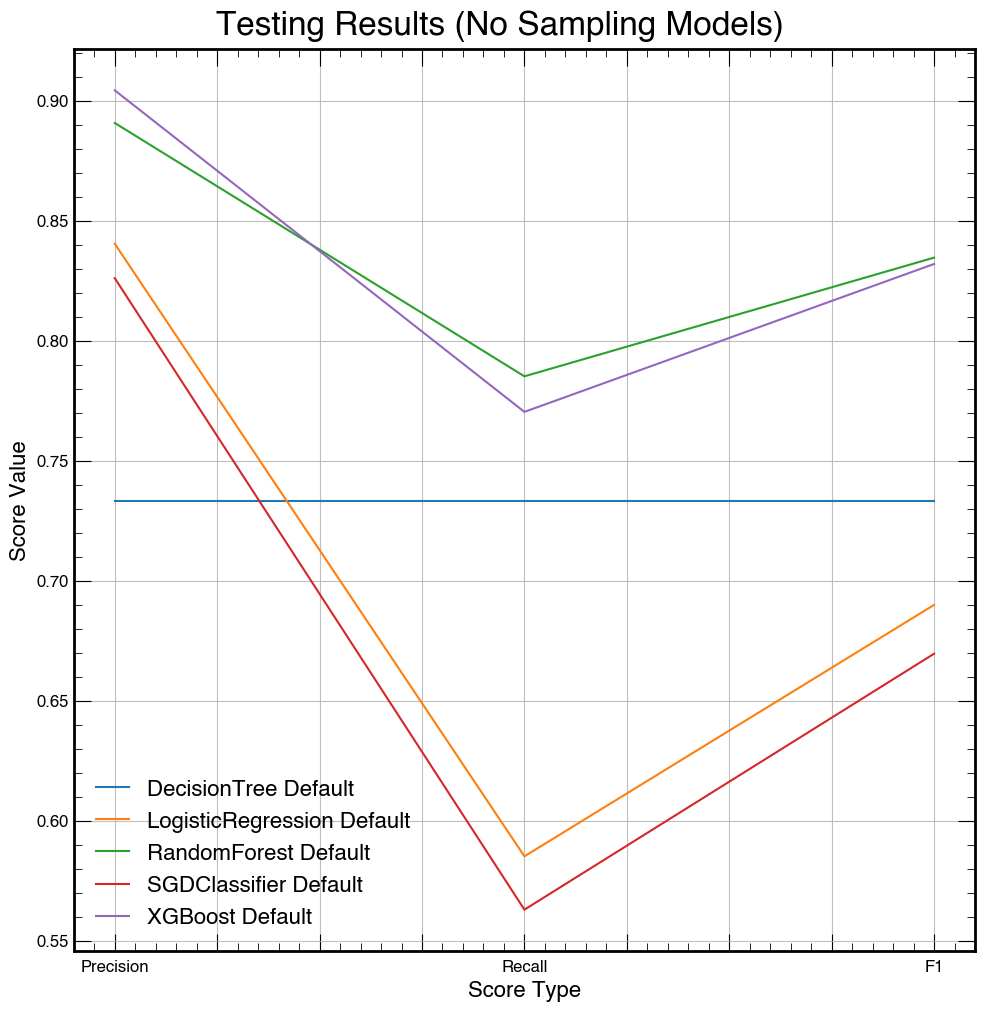 Testing Results (No Sampling Models)
0.90
0.85
0.80
0.75
0.70
0.65
0.60
0.55
Score Value
DecisionTree Default
LogisticRegression Default
RandomForest Default
SGDClassifier Default
XGBoost Default
Precision Recall F1
Score Type